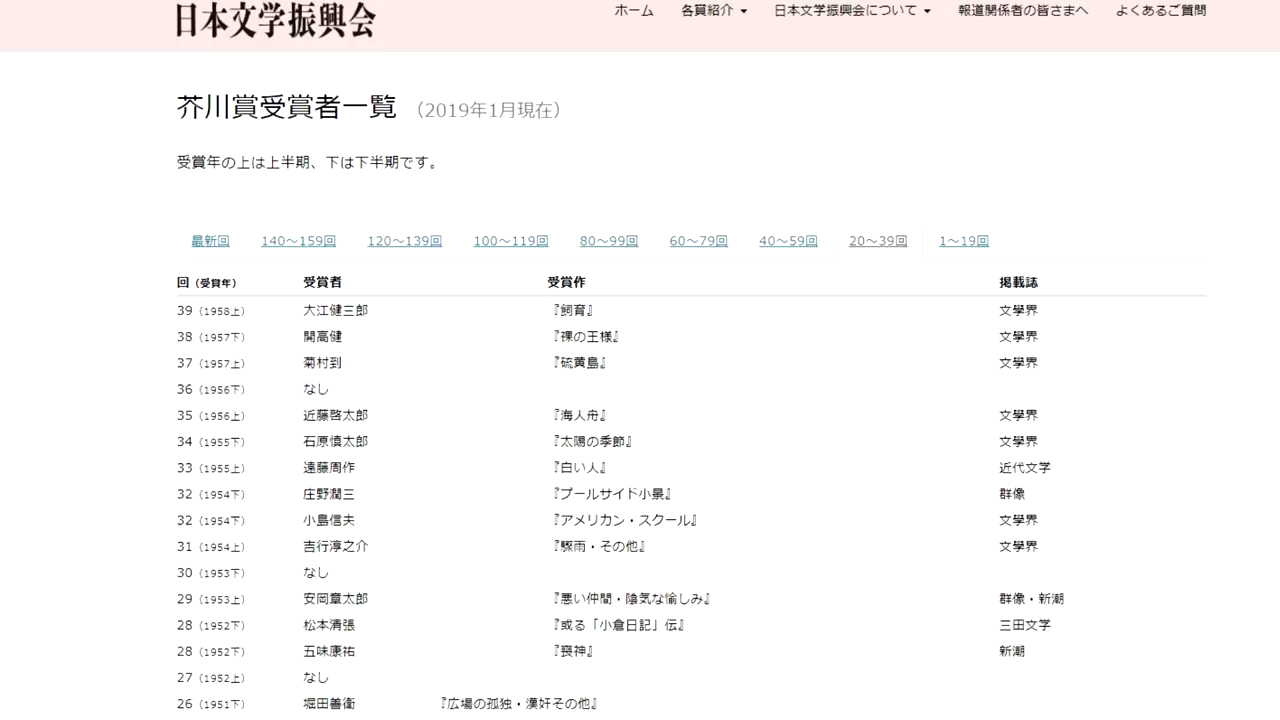 日本文学振興会
ホーム 各賞紹介 日本文学振興会について 報道関係者の皆さまへ よくあるご質問
芥川賞受賞者一覧 （2019年1月現在）
受賞年の上は上半期、下は下半期です。
最新回 140～159回 120～139回 100～119回 80～99回 60～79回 40～59回 20～39回 1～19回
回（受賞年） 受賞者 受賞作 掲載誌
39（1958上） 大江健三郎 『飼育』 文學界
38（1957下） 開高健 『裸の王様』 文學界
37（1957上） 菊村到 『硫黄島』 文學界
36（1956下） なし
35（1956上） 近藤啓太郎 『海人舟』 文學界
34（1955下） 石原慎太郎 『太陽の季節』 文學界
33（1955上） 遠藤周作 『白い人』 近代文学
32（1954下） 庄野潤三 『プールサイド小景』 群像
32（1954下） 小島信夫 『アメリカン・スクール』 文學界
31（1954上） 吉行淳之介 『驟雨・その他』 文學界
30（1953下） なし
29（1953上） 安岡章太郎 『悪い仲間・陰気な愉しみ』 群像・新潮
28（1952下） 松本清張 『或る「小倉日記」伝』 三田文学
28（1952下） 五味康祐 『喪神』 新潮
27（1952上） なし
26（1951下） 堀田善衛 『広場の孤独・漢奸その他』